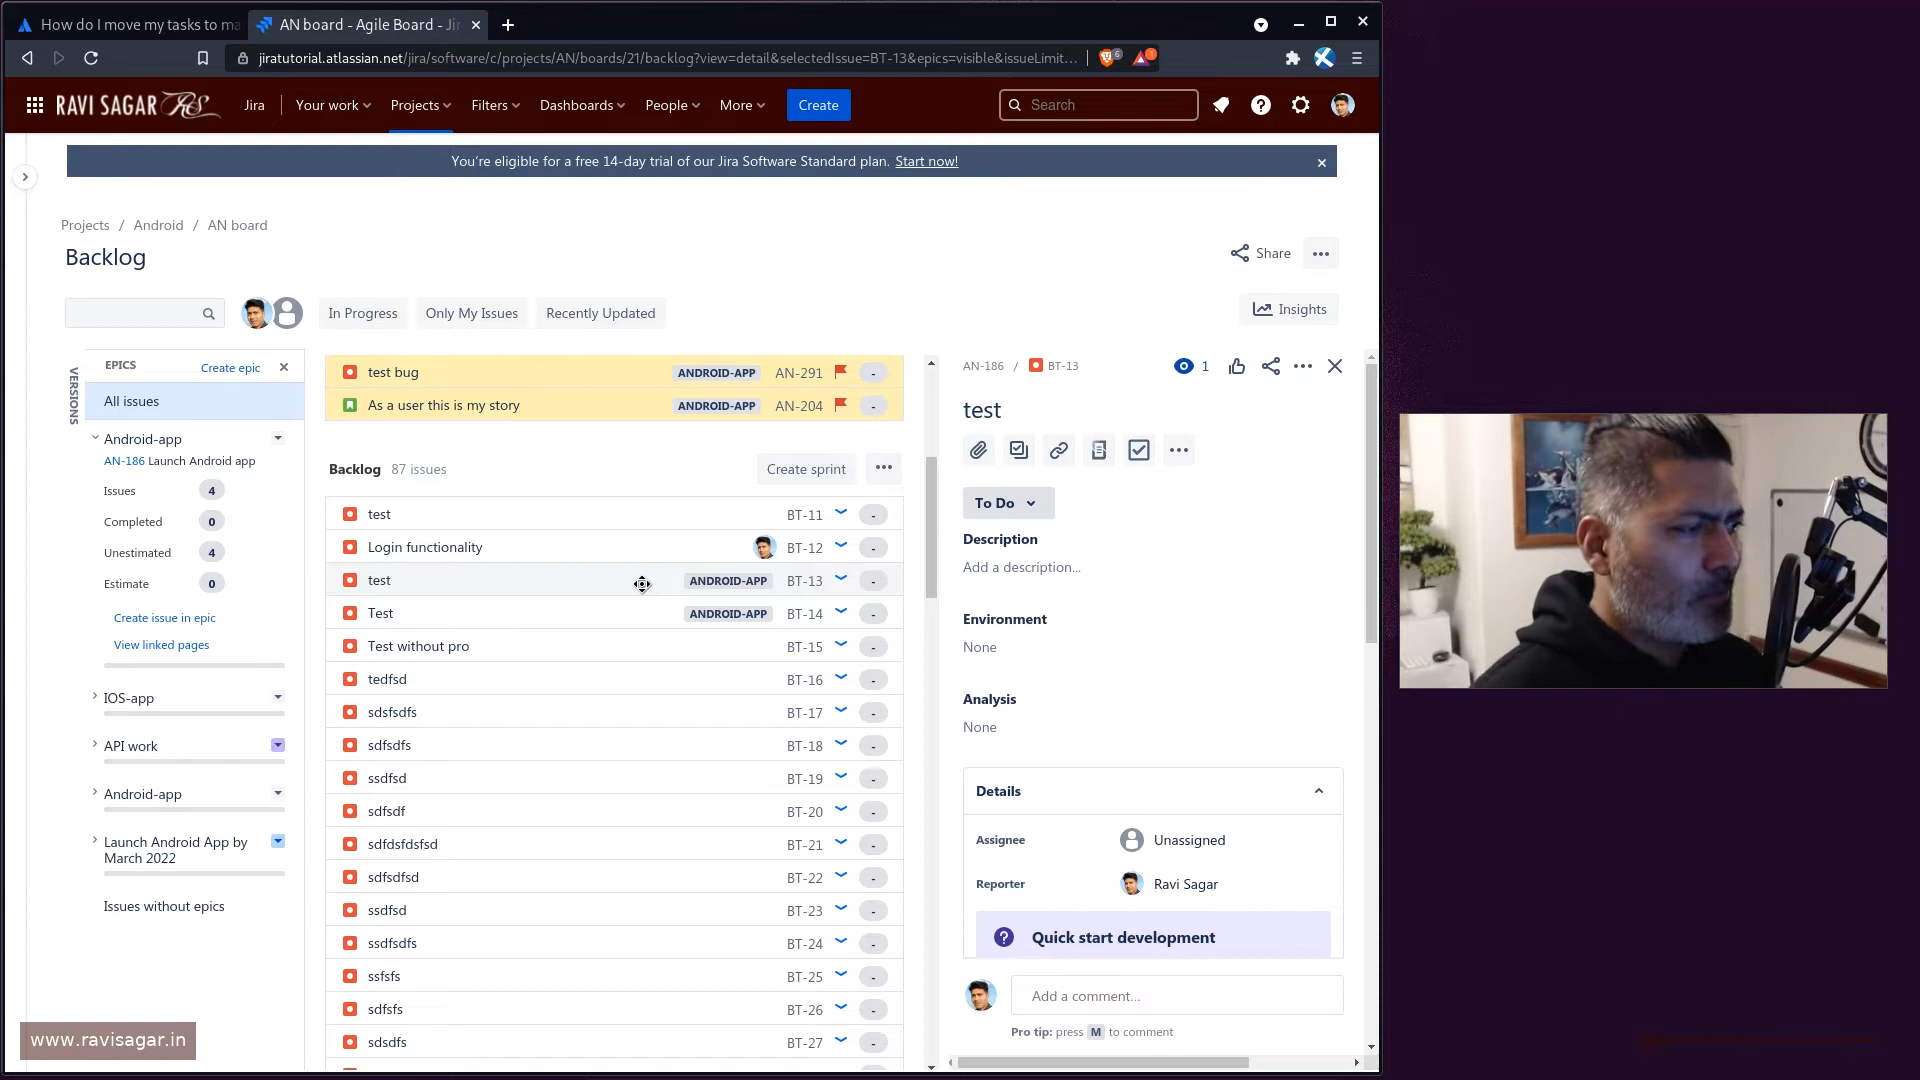 How do I move my tasks to ma
AN board - Agile Board - Ji
jiratutorial.atlassian.net/jira/software/c/projects/AN/boards/21/backlog?view=detail&selectedIssue=BT-13&epics=visible&issueLimit...
6
1
RAVI SAGAR
Jira
Your work
Projects
Filters
Dashboards
People
More
Create
Search
You're eligible for a free 14-day trial of our Jira Software Standard plan. Start now!
Projects / Android / AN board
Backlog
Share
In Progress
Only My Issues
Recently Updated
Insights
VERSIONS
EPICS
Create epic
All issues
Android-app
AN-186 Launch Android app
Issues 4
Completed 0
Unestimated 4
Estimate 0
Create issue in epic
View linked pages
IOS-app
API work
Android-app
Launch Android App by
March 2022
Issues without epics
test bug ANDROID-APP AN-291 -
As a user this is my story ANDROID-APP AN-204 -
Backlog 87 issues Create sprint
test BT-11 -
Login functionality BT-12 -
test ANDROID-APP BT-13 -
Test ANDROID-APP BT-14 -
Test without pro BT-15 -
tedfsd BT-16 -
sdsfsdfs BT-17 -
sdfsdfs BT-18 -
ssdfsd BT-19 -
sdfsdf BT-20 -
sdfdsfdsfsd BT-21 -
sdfsdfsd BT-22 -
ssdfsd BT-23 -
ssdfsdfs BT-24 -
ssfsfs BT-25 -
sdfsfs BT-26 -
sdsdfs BT-27 -
AN-186 / BT-13
1
test
To Do
Description
Add a description...
Environment
None
Analysis
None
Details
Assignee Unassigned
Reporter Ravi Sagar
Quick start development
Add a comment...
Pro tip: press M to comment
www.ravisagar.in